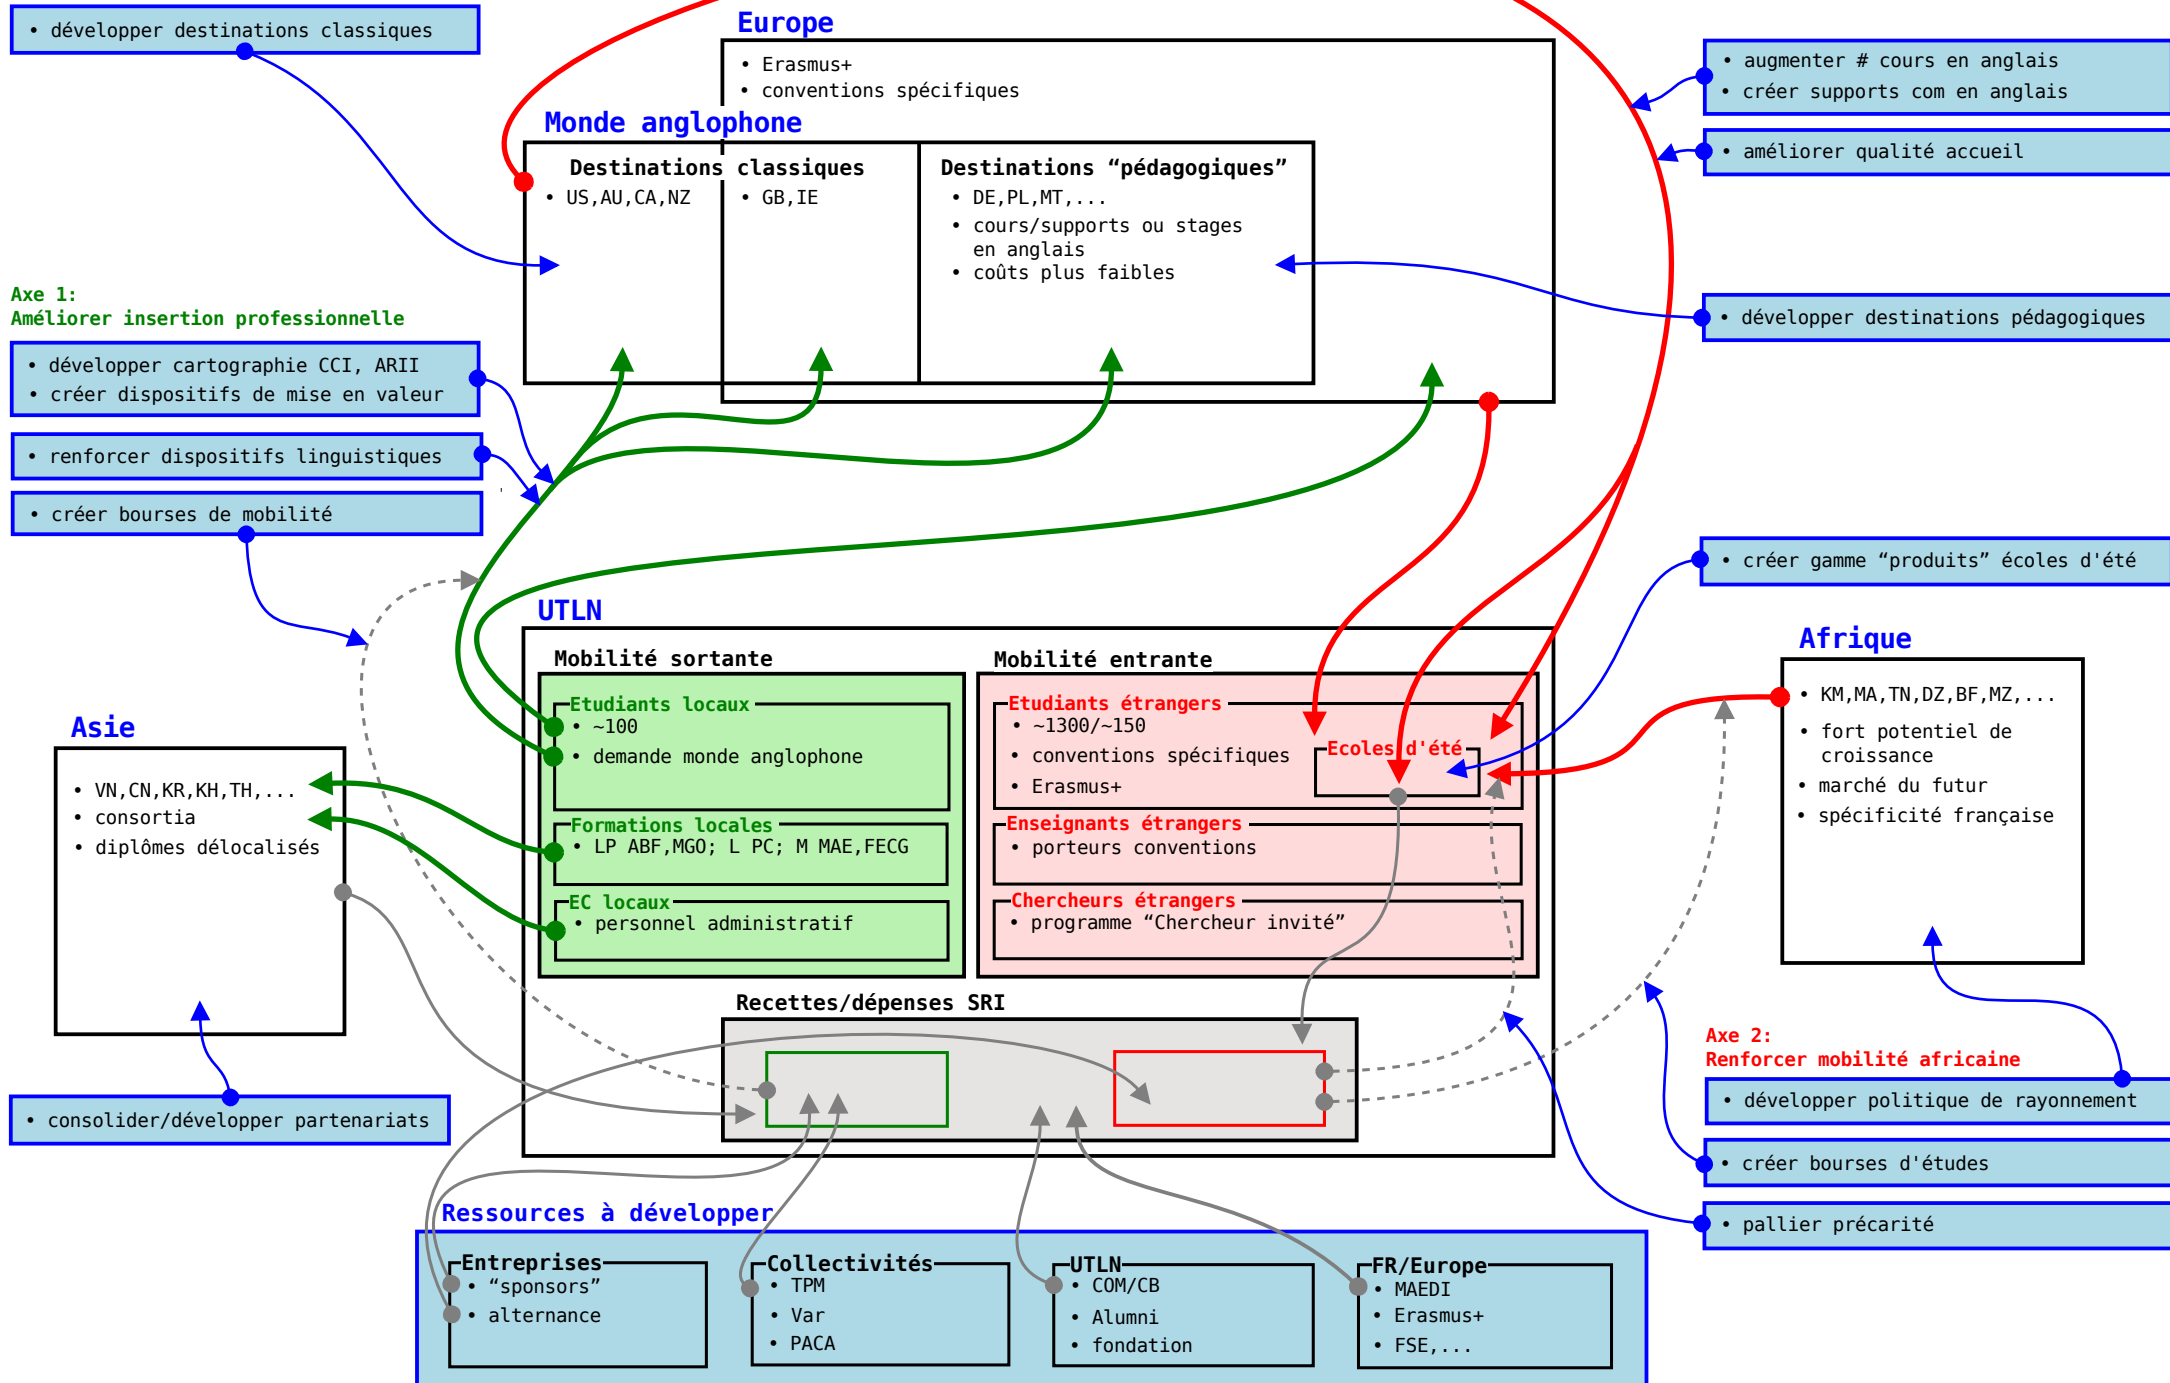 • développer destinations classiques
Europe
• Erasmus+
• conventions spécifiques
• augmenter # cours en anglais
• créer supports com en anglais
• améliorer qualité accueil
Monde anglophone
Destinations classiques
• US,AU,CA,NZ
• GB,IE
Destinations “pédagogiques”
• DE,PL,MT,...
• cours/supports ou stages
en anglais
• coûts plus faibles
• développer destinations pédagogiques
Axe 1:
Améliorer insertion professionnelle
• développer cartographie CCI, ARII
• créer dispositifs de mise en valeur
• renforcer dispositifs linguistiques
• créer bourses de mobilité
• créer gamme “produits” écoles d'été
UTLN
Mobilité sortante
Etudiants locaux
• ~100
• demande monde anglophone
Formations locales
• LP ABF,MGO; L PC; M MAE,FECG
EC locaux
• personnel administratif
Mobilité entrante
Etudiants étrangers
• ~1300/~150
• conventions spécifiques
• Erasmus+
Ecoles d'été
Enseignants étrangers
• porteurs conventions
Chercheurs étrangers
• programme “Chercheur invité”
Afrique
• KM,MA,TN,DZ,BF,MZ,...
• fort potentiel de
croissance
• marché du futur
• spécificité française
Asie
• VN,CN,KR,KH,TH,...
• consortia
• diplômes délocalisés
• consolider/développer partenariats
Recettes/dépenses SRI
Axe 2:
Renforcer mobilité africaine
• développer politique de rayonnement
• créer bourses d'études
• pallier précarité
Ressources à développer
Entreprises
• “sponsors”
• alternance
Collectivités
• TPM
• Var
• PACA
UTLN
• COM/CB
• Alumni
• fondation
FR/Europe
• MAEDI
• Erasmus+
• FSE,...